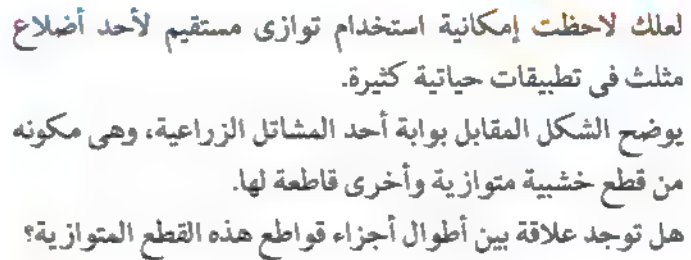 لعلك لاحظت إمكانية استخدام توازى مستقيم لأحد أضلاع
مثلث فى تطبيقات حياتية كثيرة.
يوضح الشكل المقابل بوابة أحد المشاتل الزراعية، وهى مكونه
من قطع خشبية متوازية وأخرى قاطعة لها.
هل توجد علاقة بين أطوال أجزاء قواطع هذه القطع المتوازية؟